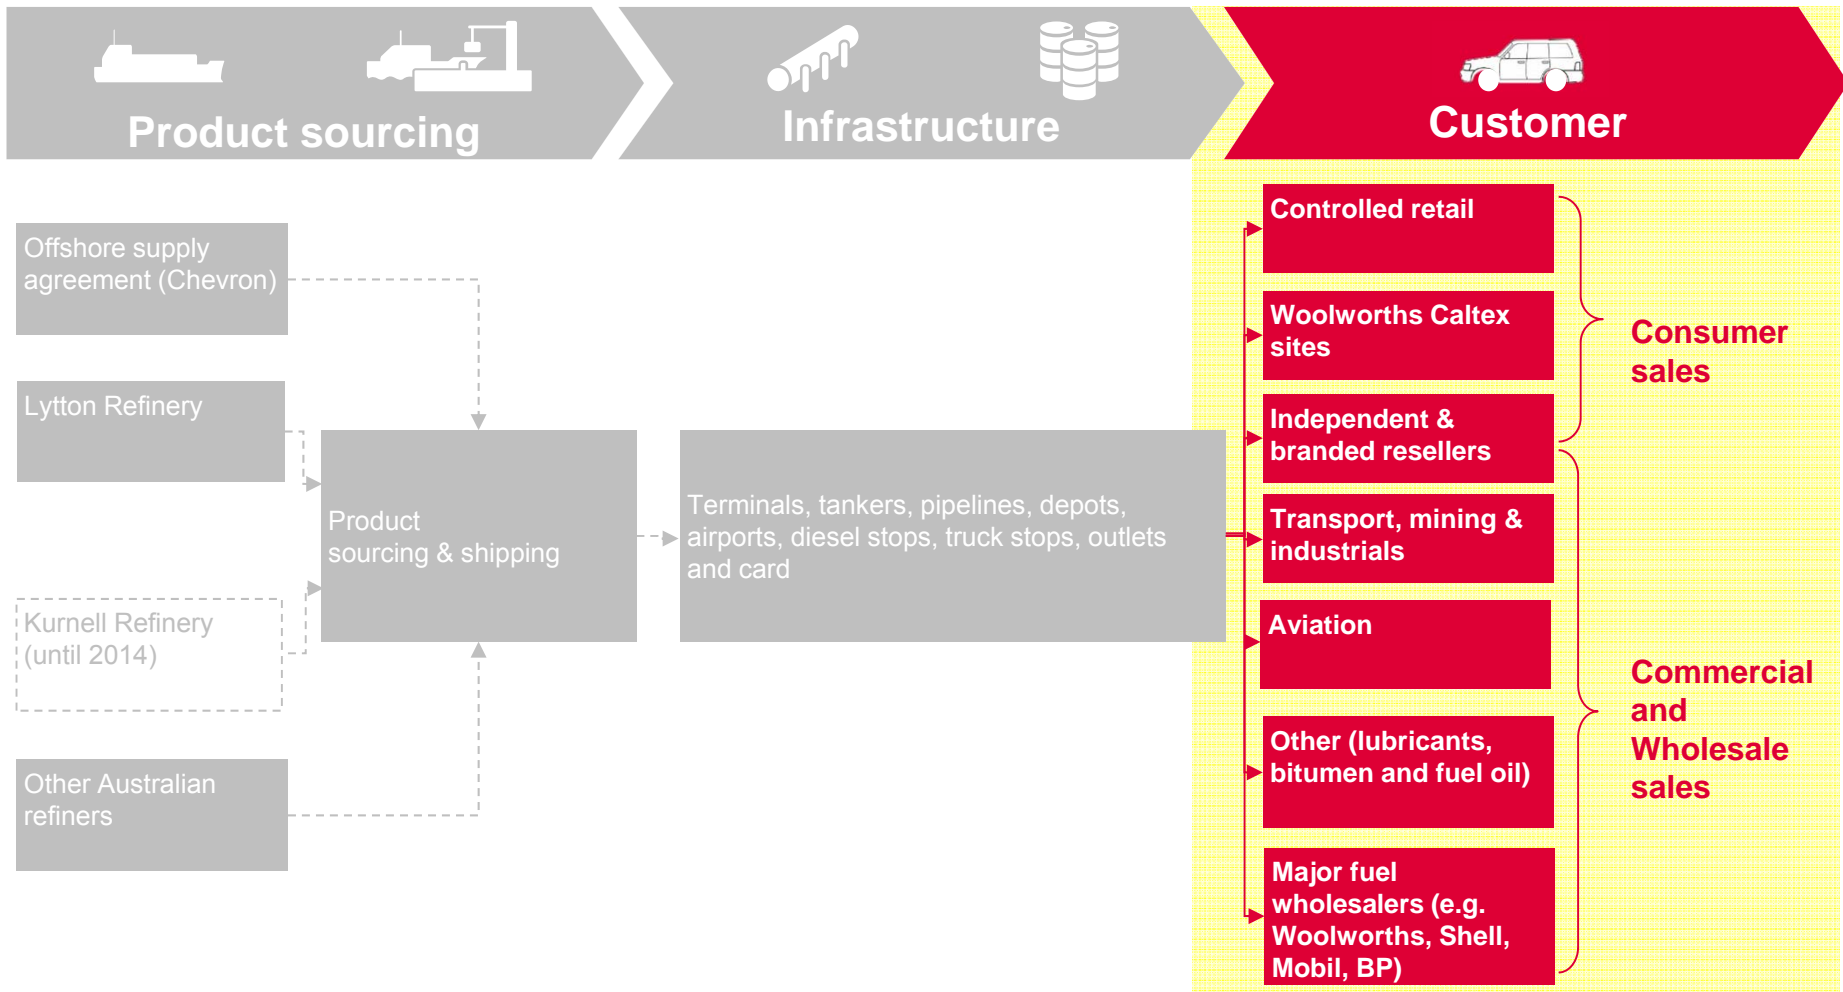 Product sourcing
Infrastructure
Customer
Offshore supply
agreement (Chevron)
Lytton Refinery
Kurnell Refinery
(until 2014)
Other Australian
refiners
Product
sourcing & shipping
Terminals, tankers, pipelines, depots,
airports, diesel stops, truck stops, outlets
and card
Controlled retail
Woolworths Caltex
sites
Independent &
branded resellers
Transport, mining &
industrials
Aviation
Other (lubricants,
bitumen and fuel oil)
Major fuel
wholesalers (e.g.
Woolworths, Shell,
Mobil, BP)
Consumer
sales
Commercial
and
Wholesale
sales